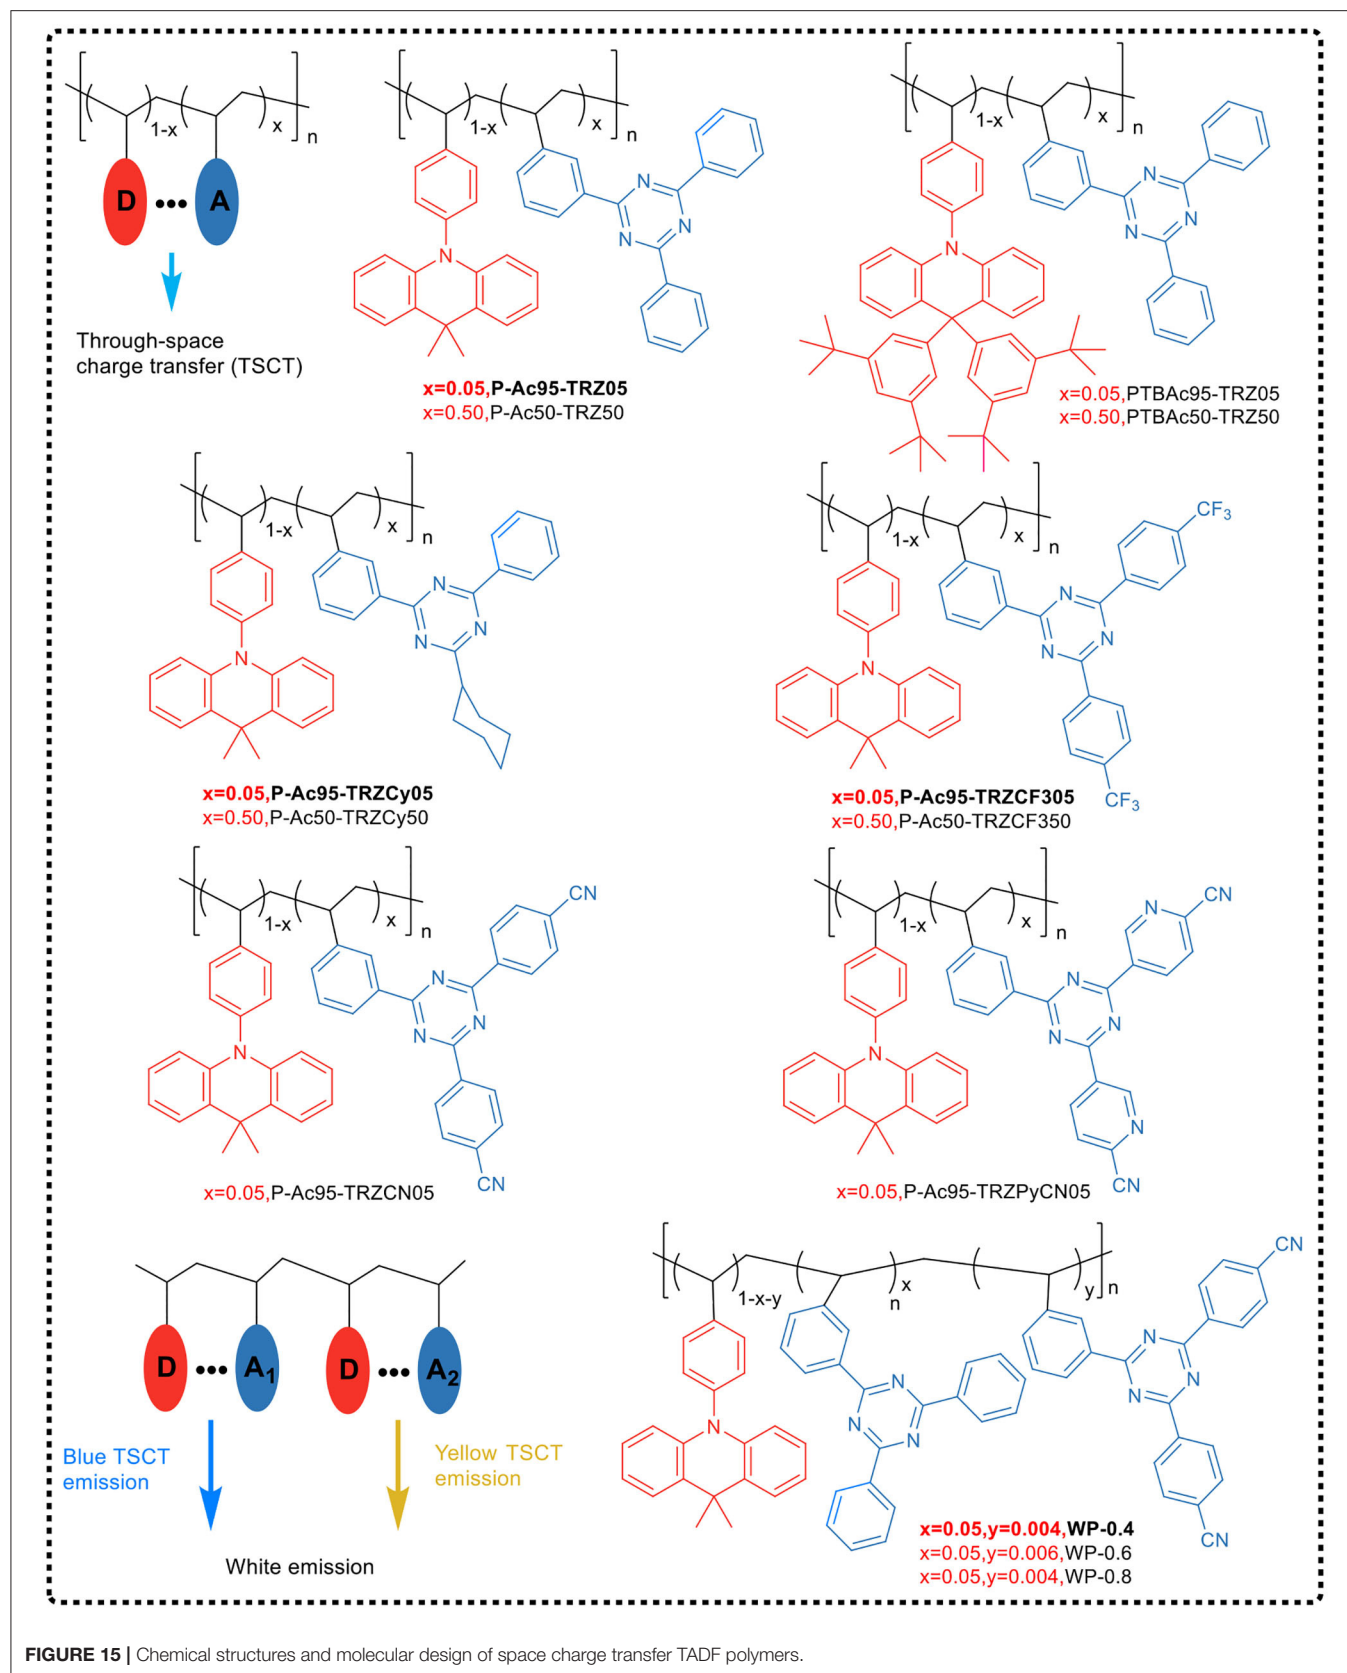 1-x
x
n
D ••• A
Through-space
charge transfer (TSCT)
1-x
x
n
N
N
N
N
x=0.05,P-Ac95-TRZ05
x=0.50,P-Ac50-TRZ50
1-x
x
n
N
N
N
N
x=0.05,PTBAc95-TRZ05
x=0.50,PTBAc50-TRZ50
1-x
x
n
N
N
N
N
x=0.05,P-Ac95-TRZCy05
x=0.50,P-Ac50-TRZCy50
1-x
x
n
CF3
N
N
N
N
CF3
x=0.05,P-Ac95-TRZCF305
x=0.50,P-Ac50-TRZCF350
1-x
x
n
CN
N
N
N
N
CN
x=0.05,P-Ac95-TRZCN05
1-x
x
n
N
CN
N
N
N
N
N
CN
x=0.05,P-Ac95-TRZPyCN05
D ••• A1 D ••• A2
Blue TSCT
emission
Yellow TSCT
emission
White emission
1-x-y
x
n
y
n
CN
N
N
N
N
N
N
N
CN
x=0.05,y=0.004,WP-0.4
x=0.05,y=0.006,WP-0.6
x=0.05,y=0.004,WP-0.8
FIGURE 15 | Chemical structures and molecular design of space charge transfer TADF polymers.